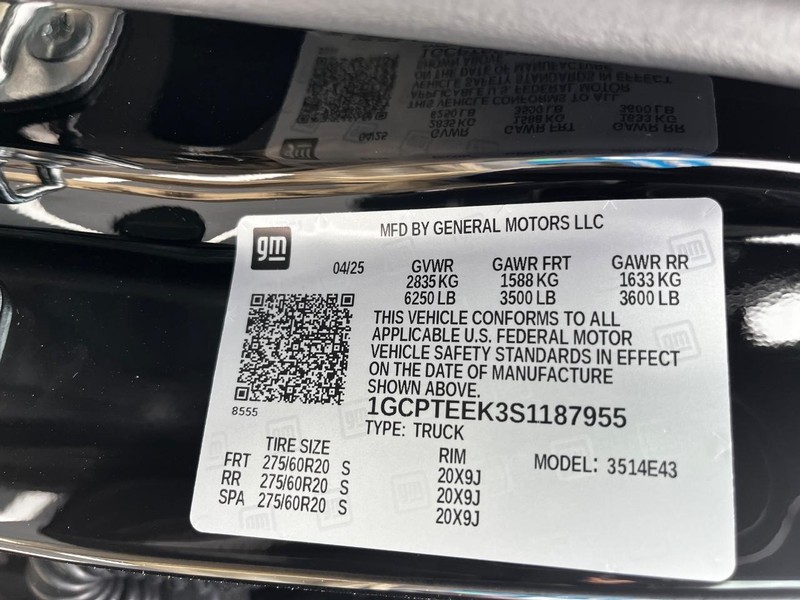 MFD BY GENERAL MOTORS LLC
gm
04/25
GVWR GAWR FRT GAWR RR
2835 KG 1588 KG 1633 KG
6250 LB 3500 LB 3600 LB
THIS VEHICLE CONFORMS TO ALL
APPLICABLE U.S. FEDERAL MOTOR
VEHICLE SAFETY STANDARDS IN EFFECT
ON THE DATE OF MANUFACTURE
SHOWN ABOVE.
8555
1GCPTEEK3S1187955
TYPE: TRUCK
TIRE SIZE RIM MODEL: 3514E43
FRT 275/60R20 S 20X9J
RR 275/60R20 S 20X9J
SPA 275/60R20 S 20X9J